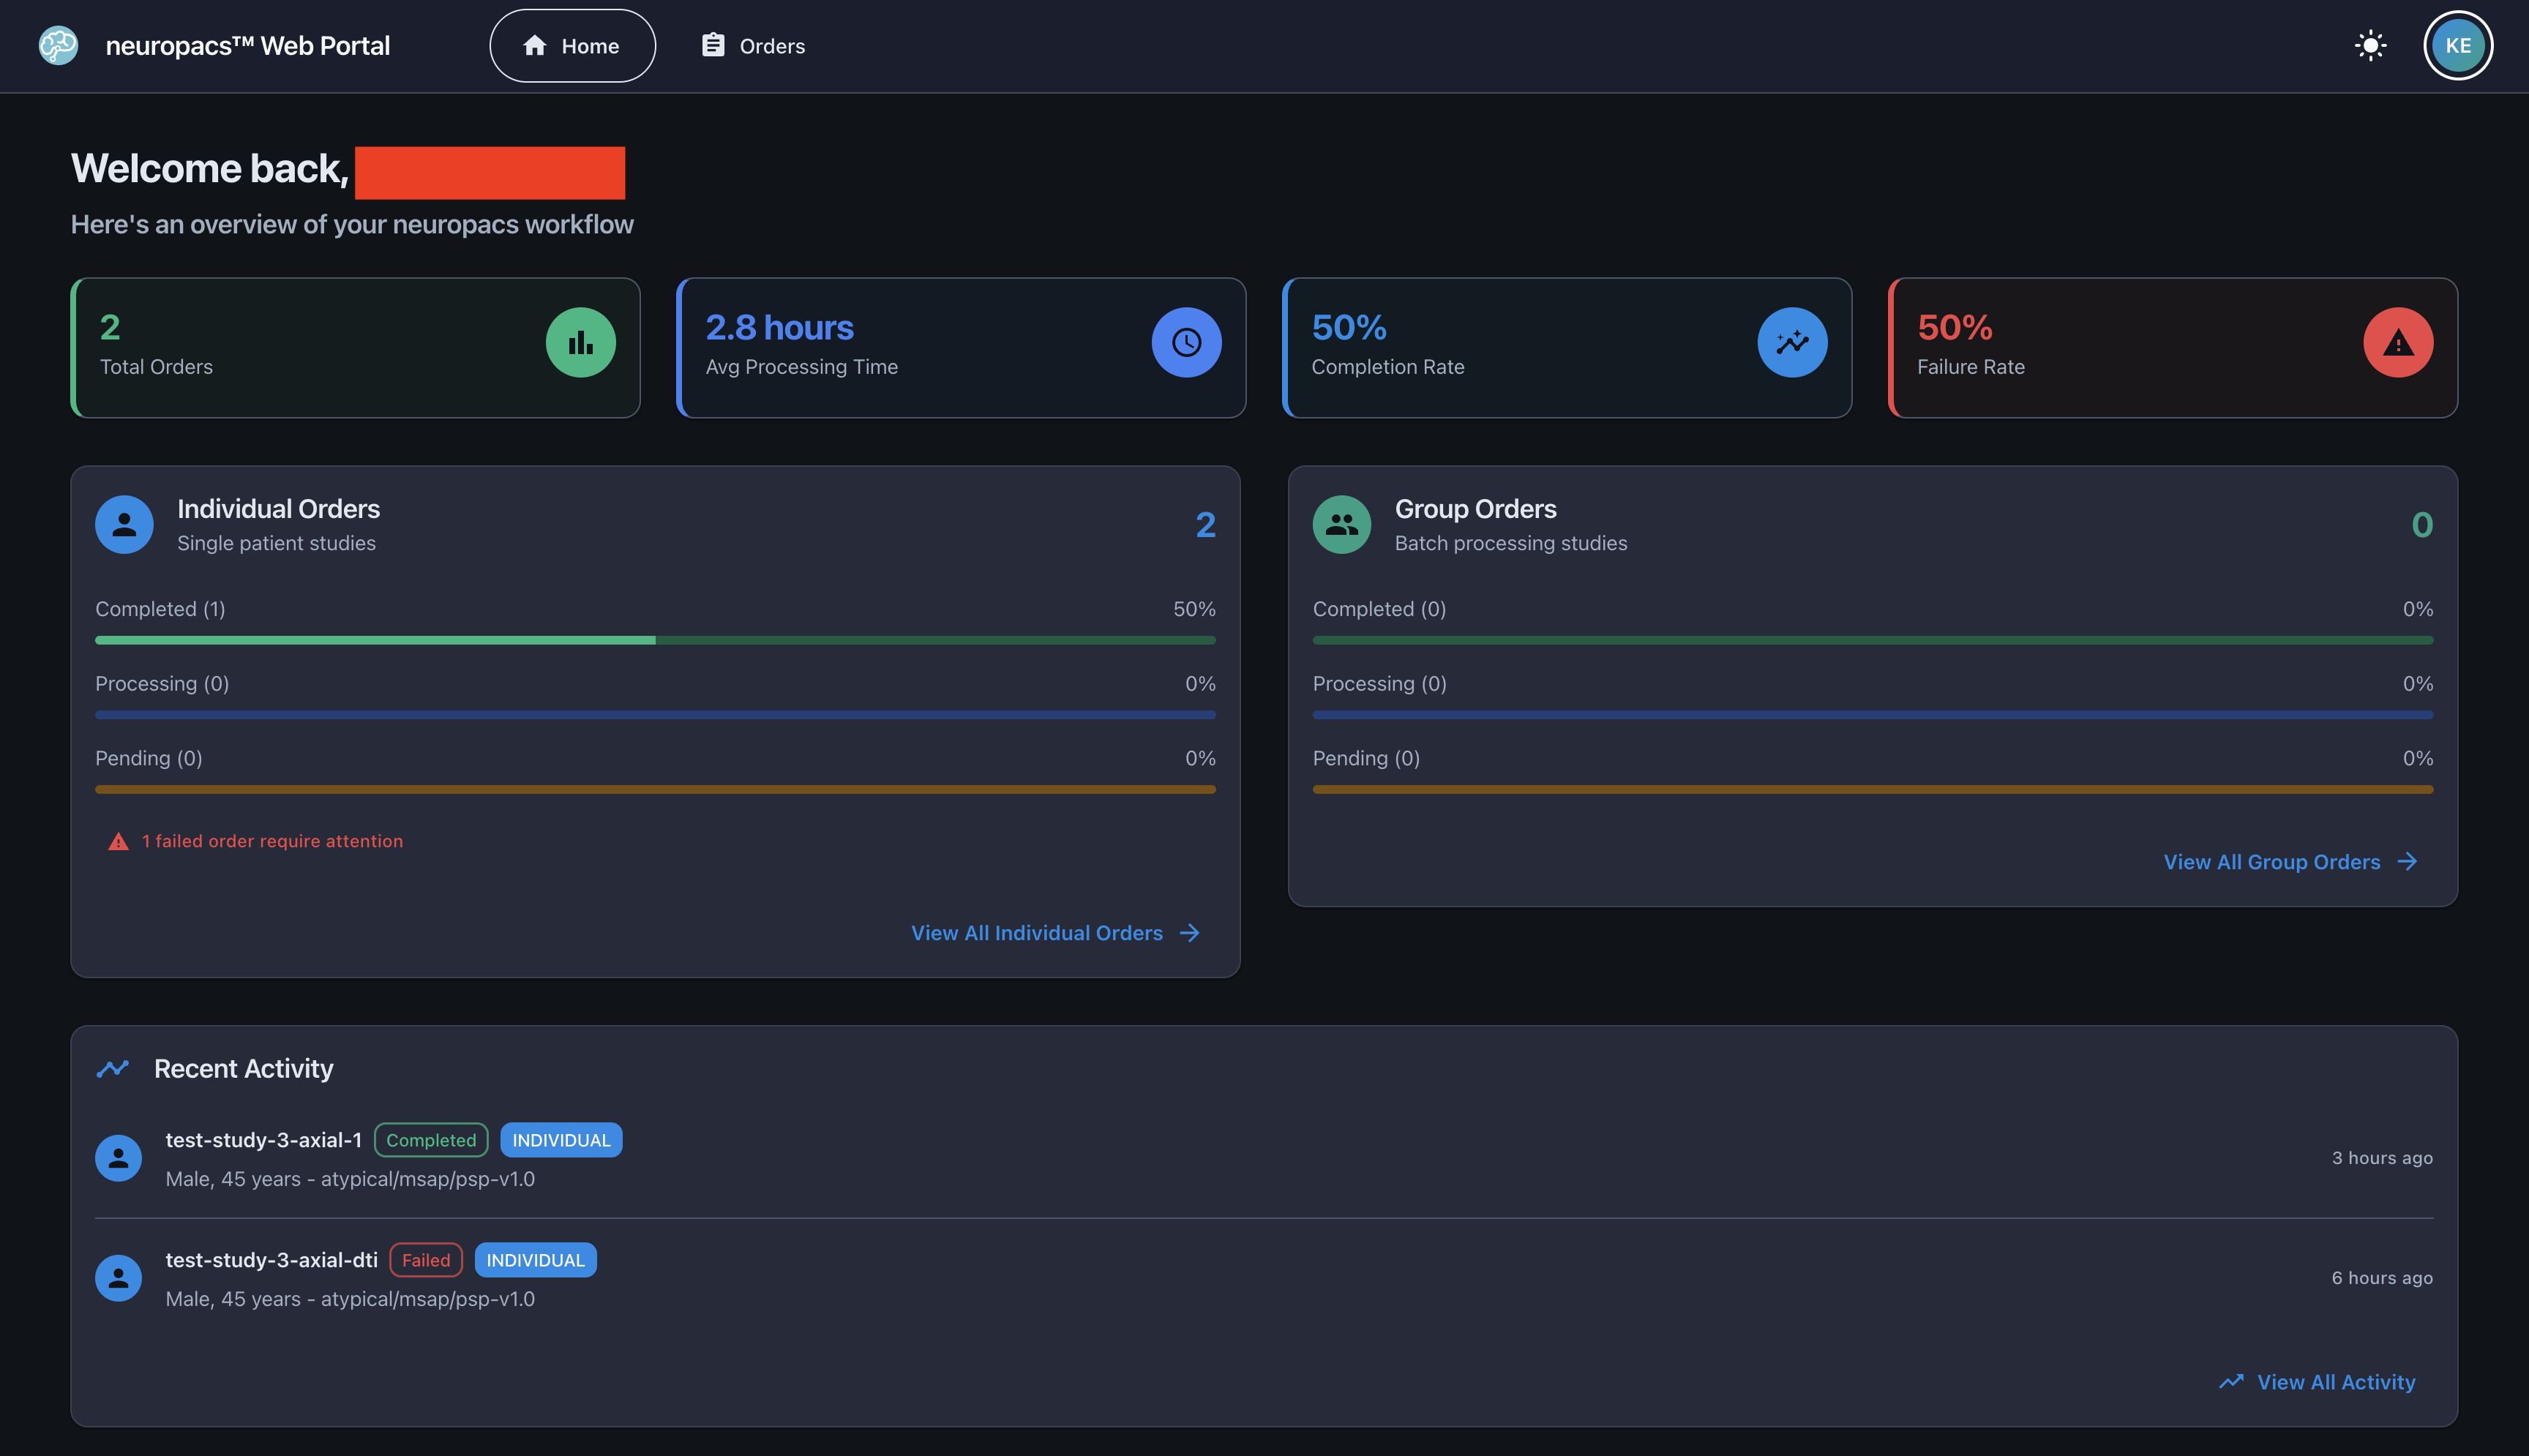 neuropacs™ Web Portal
Home
Orders
KE
Welcome back,
Here's an overview of your neuropacs workflow
2
Total Orders
2.8 hours
Avg Processing Time
50%
Completion Rate
50%
Failure Rate
Individual Orders
Single patient studies
2
Completed (1) 50%
Processing (0) 0%
Pending (0) 0%
1 failed order require attention
View All Individual Orders
Group Orders
Batch processing studies
0
Completed (0) 0%
Processing (0) 0%
Pending (0) 0%
View All Group Orders
Recent Activity
test-study-3-axial-1 Completed INDIVIDUAL
Male, 45 years - atypical/msap/psp-v1.0
3 hours ago
test-study-3-axial-dti Failed INDIVIDUAL
Male, 45 years - atypical/msap/psp-v1.0
6 hours ago
View All Activity